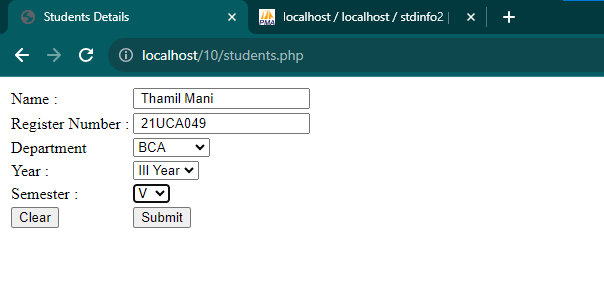 Students Details
localhost / localhost / stdinfo2 |
localhost/10/students.php
Name : Thamil Mani
Register Number : 21UCA049
Department BCA
Year : III Year
Semester : V
Clear Submit